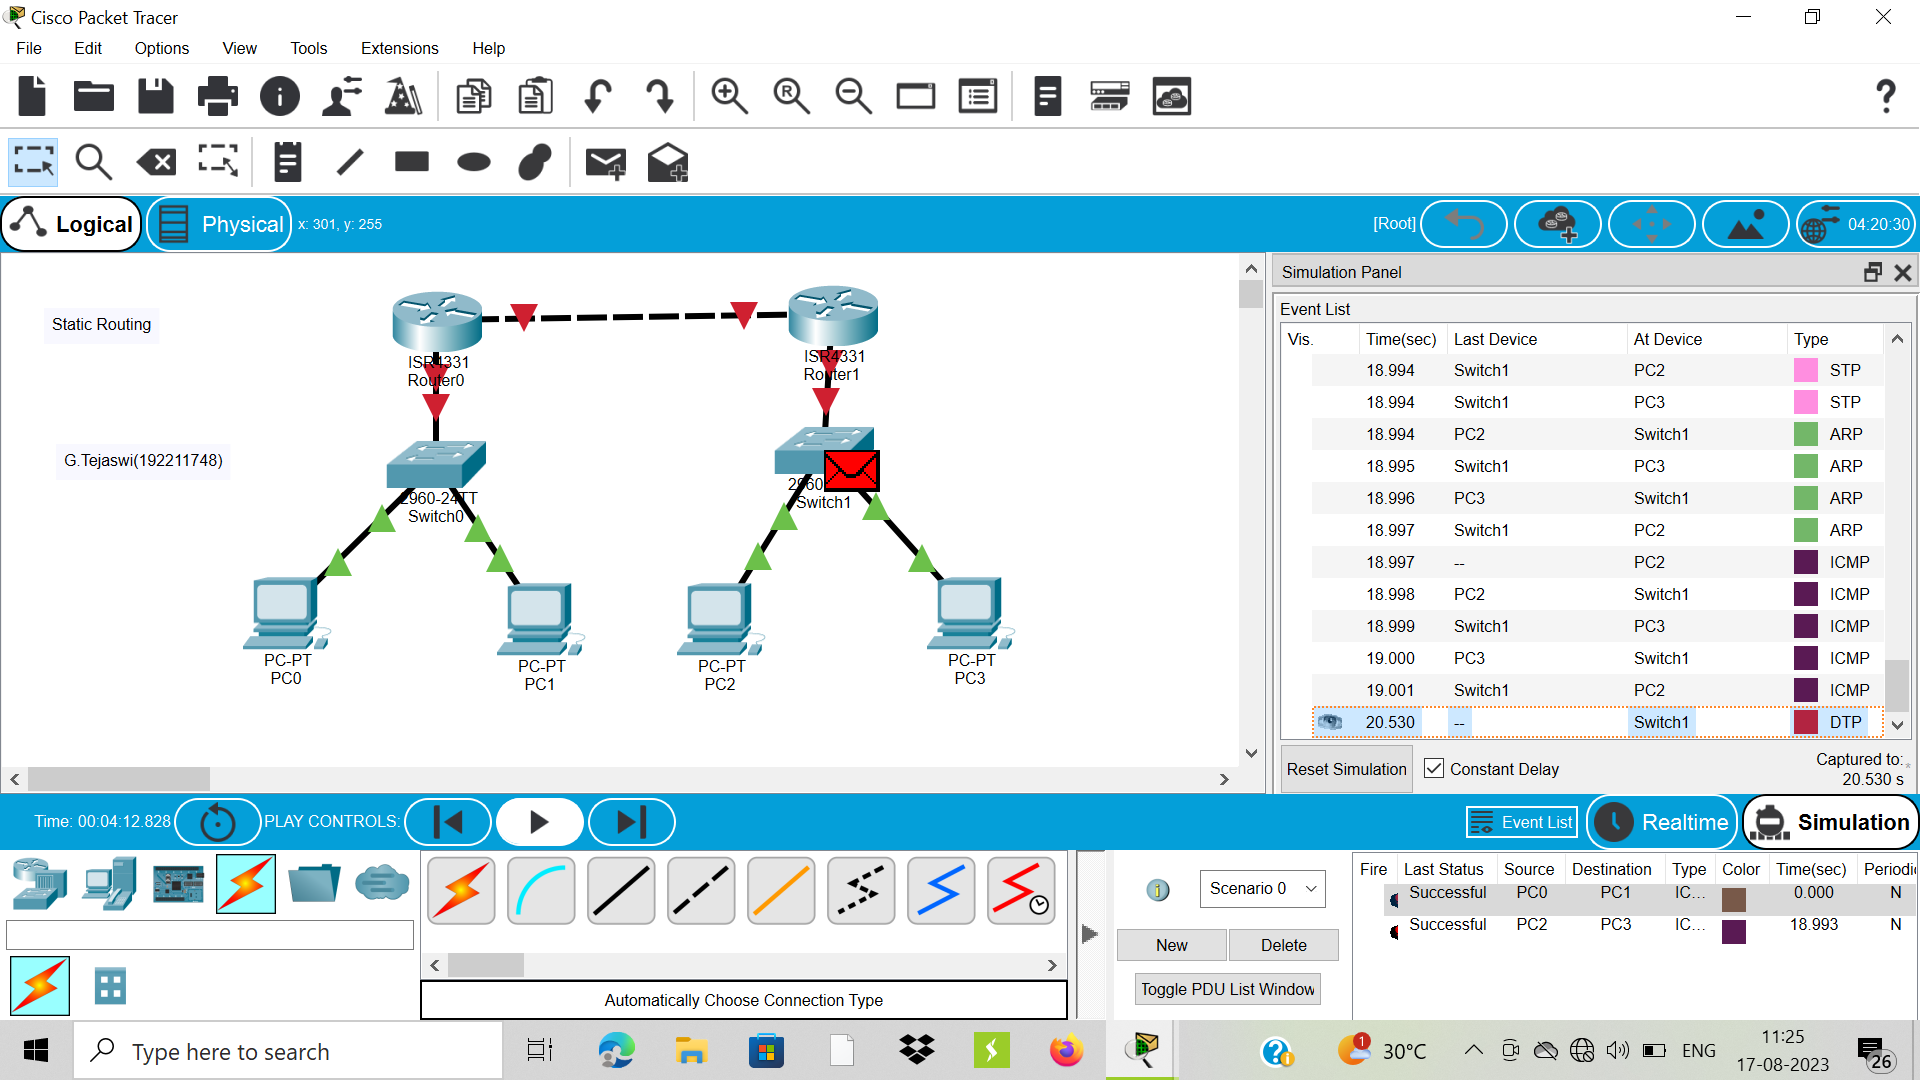 Cisco Packet Tracer
File Edit Options View Tools Extensions Help
Logical Physical x: 301, y: 255 [Root] 04:20:30
Static Routing
G.Tejaswi(192211748)
ISR4331
Router0
ISR4331
Router1
2960-24TT
Switch0
Switch1
PC-PT
PC0
PC-PT
PC1
PC-PT
PC2
PC-PT
PC3
Simulation Panel
Event List
Vis. Time(sec) Last Device At Device Type
18.994 Switch1 PC2 STP
18.994 Switch1 PC3 STP
18.994 PC2 Switch1 ARP
18.995 Switch1 PC3 ARP
18.996 PC3 Switch1 ARP
18.997 Switch1 PC2 ARP
18.997 -- PC2 ICMP
18.998 PC2 Switch1 ICMP
18.999 Switch1 PC3 ICMP
19.000 PC3 Switch1 ICMP
19.001 Switch1 PC2 ICMP
20.530 -- Switch1 DTP
Reset Simulation Constant Delay Captured to:*
20.530 s
Time: 00:04:12.828 PLAY CONTROLS: Event List Realtime Simulation
Scenario 0
New Delete
Toggle PDU List Window
Fire Last Status Source Destination Type Color Time(sec) Periodic
Successful PC0 PC1 IC... 0.000 N
Successful PC2 PC3 IC... 18.993 N
Automatically Choose Connection Type
Type here to search
1 30°C ENG
11:25
17-08-2023
26